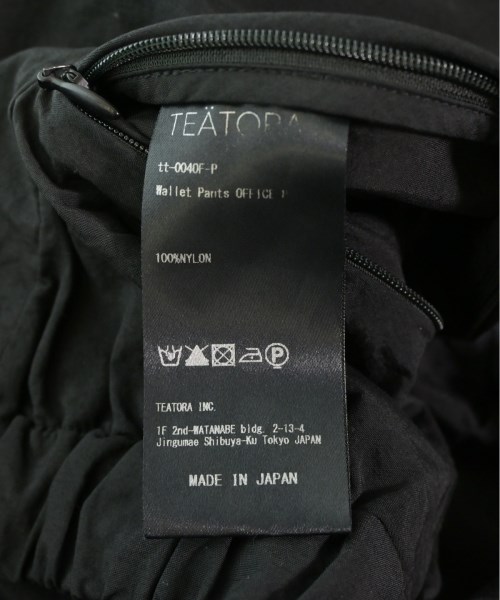 TEÄTORA
tt-0040F-P
Wallet Pants OFFICE
100%NYLON
P
TEATORA INC.
1F 2nd-WATANABE bldg. 2-13-4
Jingumae Shibuya-Ku Tokyo JAPAN
MADE IN JAPAN